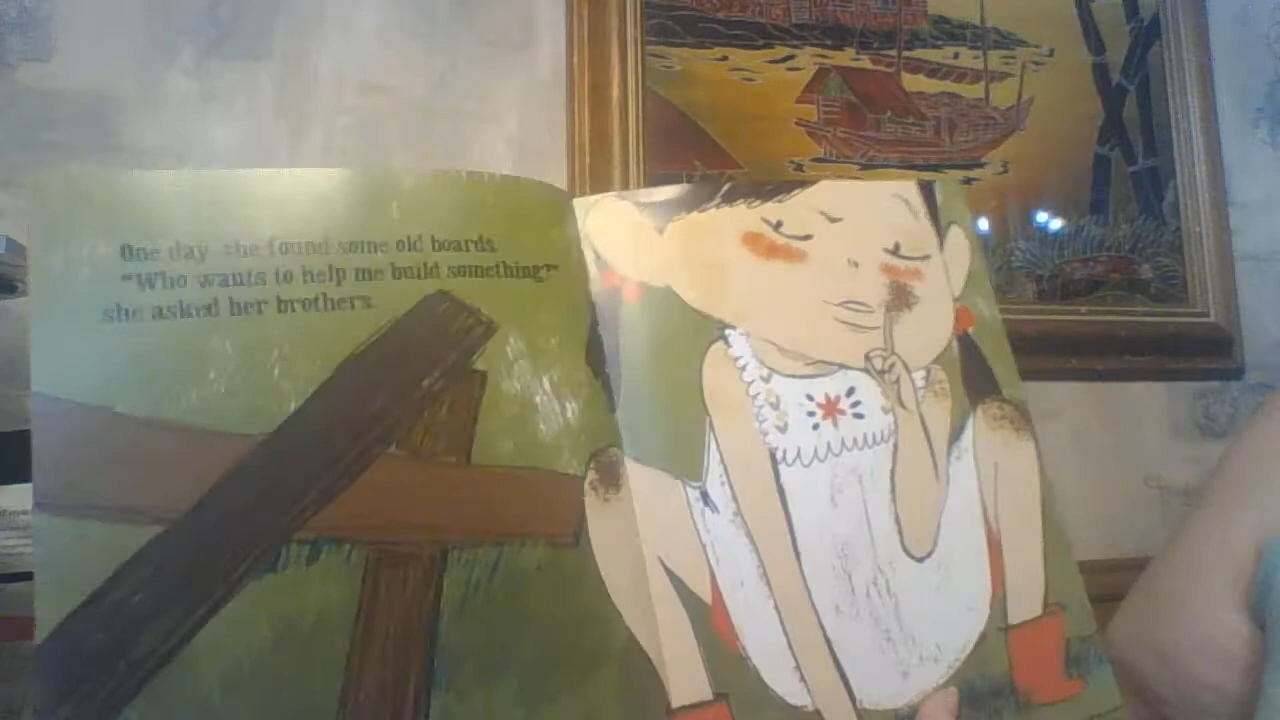 One day she found some old boards.
"Who wants to help me build something?"
she asked her brothers.